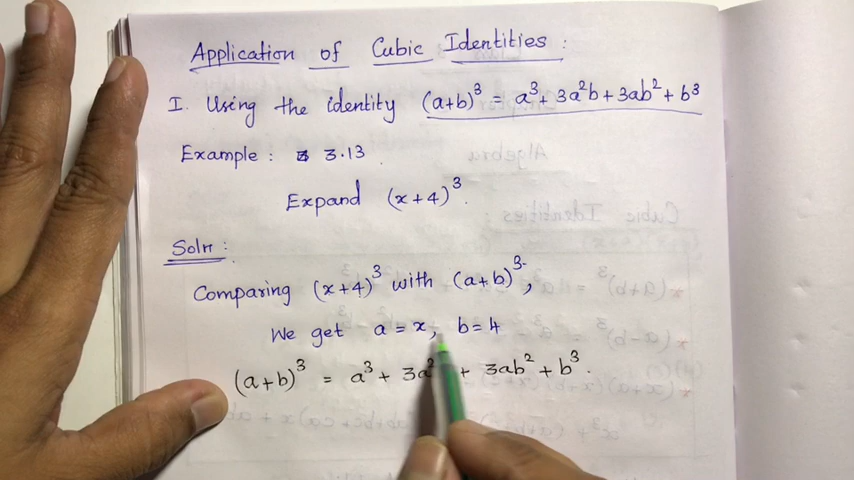 Application of Cubic Identities :
I. Using the identity (a+b)³ = a³ + 3a²b + 3ab² + b³
Example : 3.13 .
Expand (x+4)³.
Soln :
Comparing (x+4)³ with (a+b)³,
We get a = x, b = 4
(a+b)³ = a³ + 3a² + 3ab² + b³.